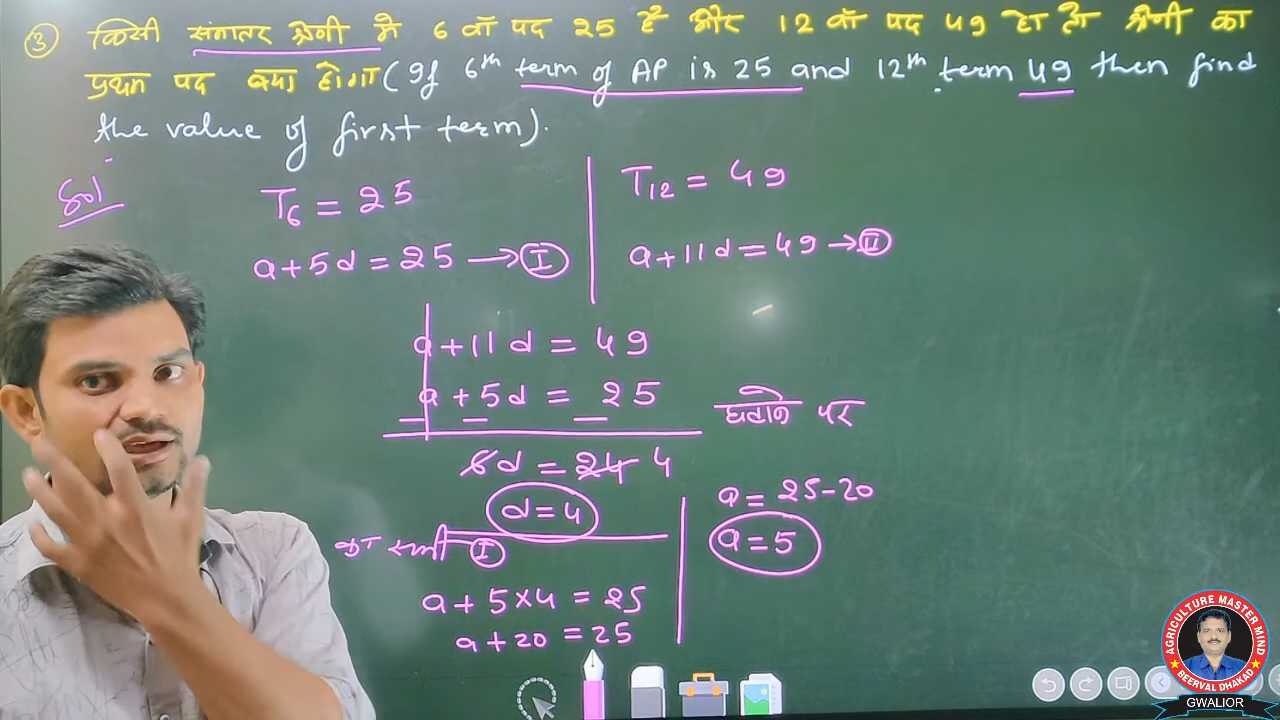 ③ किसी समान्तर श्रेणी मे 6 वाँ पद 25 है और 12 वाँ पद 49 हो तो श्रेणी का
प्रथम पद क्या होगा (If 6th term of AP is 25 and 12th term 49 then find
the value of first term).
Sol
T6 = 25
a+5d = 25 → Ⅰ
T12 = 49
a+11d = 49 → Ⅱ
a+11d = 49
a + 5d = 25
घटाने पर
6d = 24 4
d = 4
Ⅰ
a + 5×4 = 25
a + 20 = 25
a = 25-20
a = 5
AGRICULTURE MASTER MIND
BEERVAL DHAKAD
GWALIOR